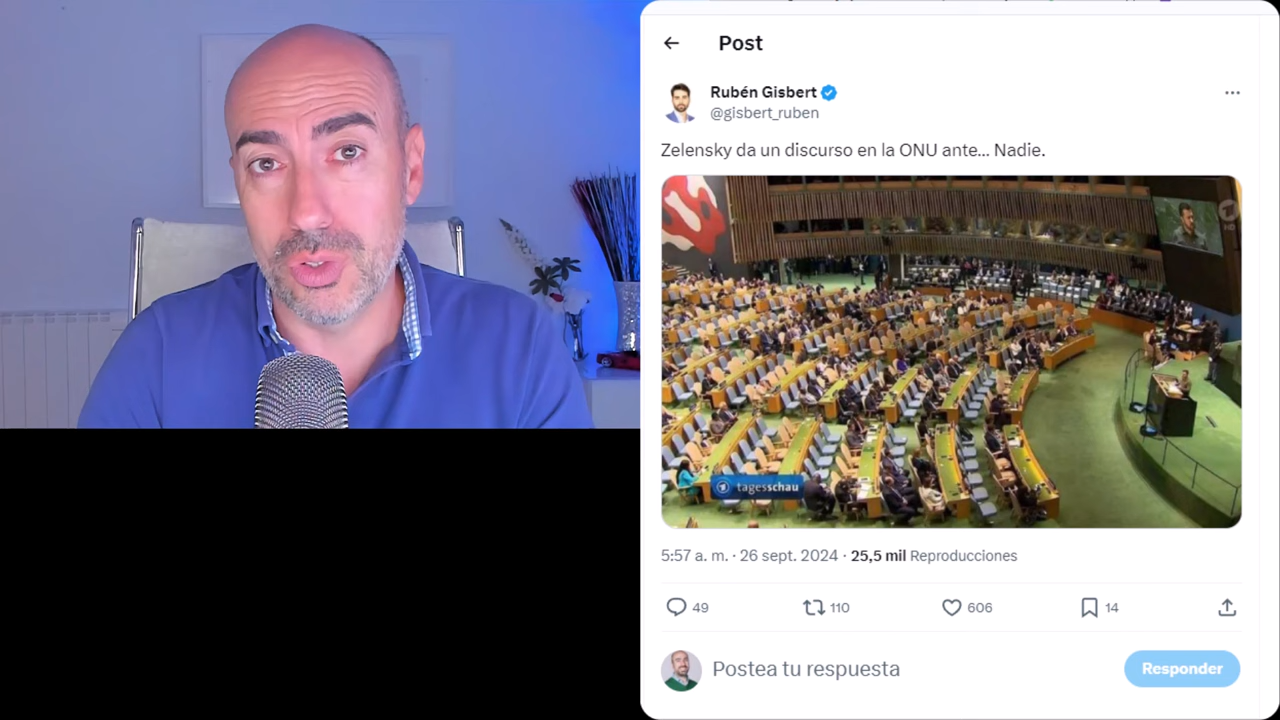 Post
Rubén Gisbert
@gisbert_ruben
Zelensky da un discurso en la ONU ante... Nadie.
tagesschau
5:57 a. m. · 26 sept. 2024 · 25,5 mil Reproducciones
49 110 606 14
Postea tu respuesta
Responder